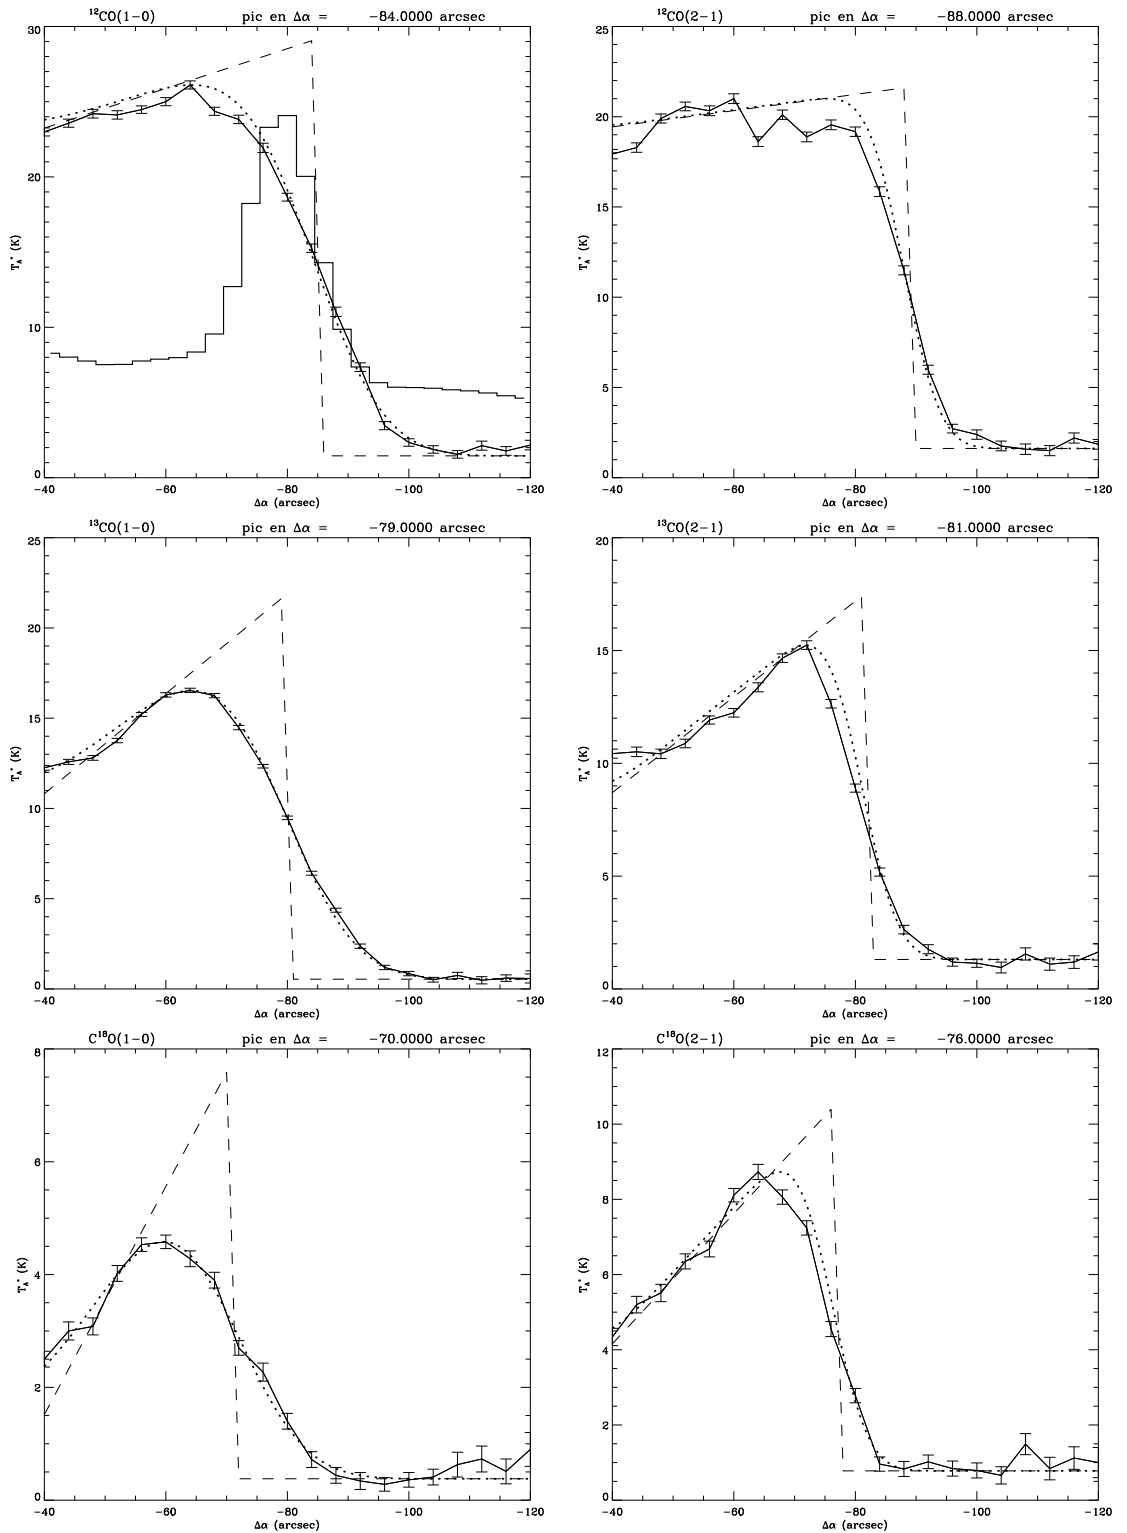 ¹²CO(1−0) pic en Δα = −84.0000 arcsec
30
20
10
0
T_A* (K)
−40 −60 −80 −100 −120
Δα (arcsec)
¹²CO(2−1) pic en Δα = −88.0000 arcsec
25
20
15
10
5
0
T_A* (K)
−40 −60 −80 −100 −120
Δα (arcsec)
¹³CO(1−0) pic en Δα = −79.0000 arcsec
25
20
15
10
5
0
T_A* (K)
−40 −60 −80 −100 −120
Δα (arcsec)
¹³CO(2−1) pic en Δα = −81.0000 arcsec
20
15
10
5
0
T_A* (K)
−40 −60 −80 −100 −120
Δα (arcsec)
C¹⁸O(1−0) pic en Δα = −70.0000 arcsec
8
6
4
2
0
T_A* (K)
−40 −60 −80 −100 −120
Δα (arcsec)
C¹⁸O(2−1) pic en Δα = −76.0000 arcsec
12
10
8
6
4
2
0
T_A* (K)
−40 −60 −80 −100 −120
Δα (arcsec)